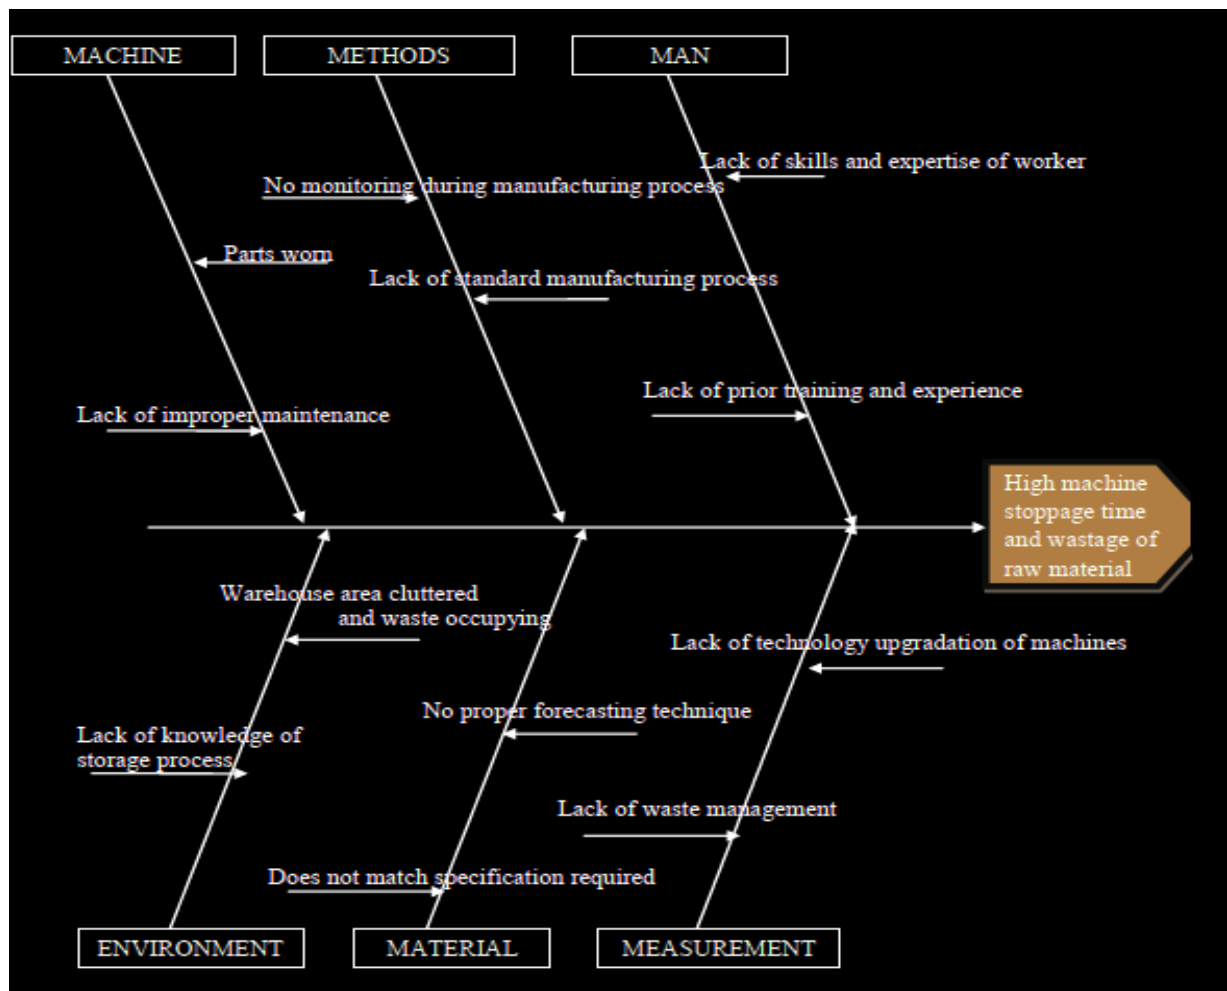 MACHINE
METHODS
MAN
Lack of skills and expertise of worker
No monitoring during manufacturing process
Parts worn
Lack of standard manufacturing process
Lack of prior training and experience
Lack of improper maintenance
High machine
stoppage time
and wastage of
raw material
Warehouse area cluttered
and waste occupying
Lack of technology upgradation of machines
No proper forecasting technique
Lack of knowledge of
storage process
Lack of waste management
Does not match specification required
ENVIRONMENT
MATERIAL
MEASUREMENT